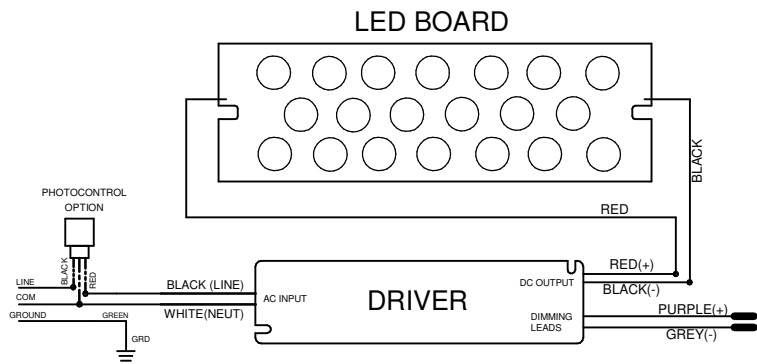 LED BOARD
BLACK
RED
PHOTOCONTROL
OPTION
BLACK
RED
LINE
COM
GROUND
GREEN
GRD
BLACK (LINE)
WHITE(NEUT)
AC INPUT
DRIVER
DC OUTPUT
DIMMING
LEADS
RED(+)
BLACK(-)
PURPLE(+)
GREY(-)